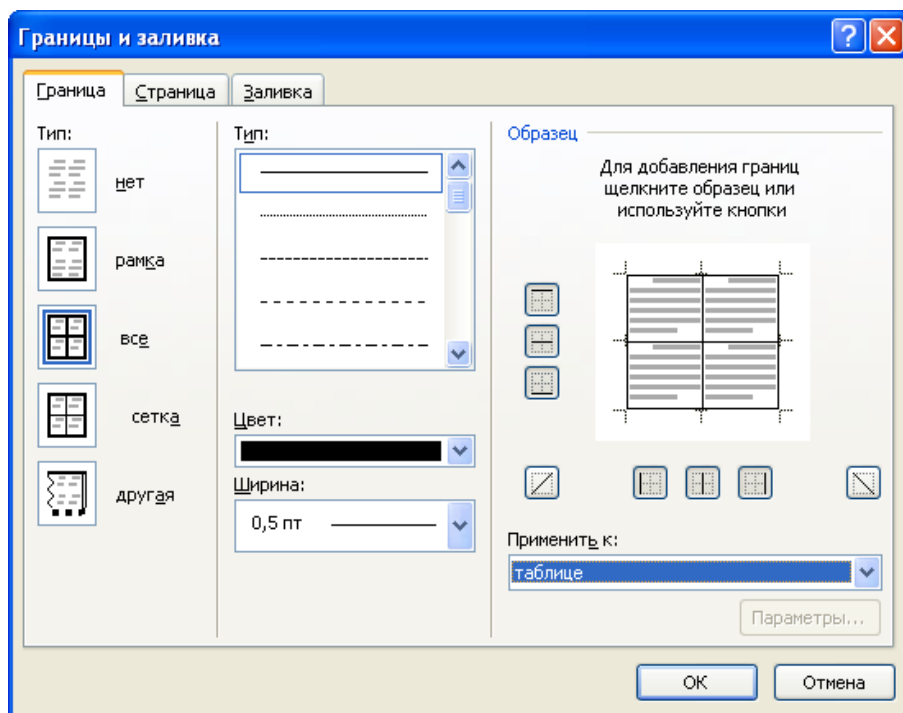 Границы и заливка
Граница
Страница
Заливка
Тип:
нет
рамка
все
сетка
другая
Тип:
Цвет:
Ширина:
0,5 пт
Образец
Для добавления границ
щелкните образец или
используйте кнопки
Применить к:
таблице
Параметры...
ОК
Отмена